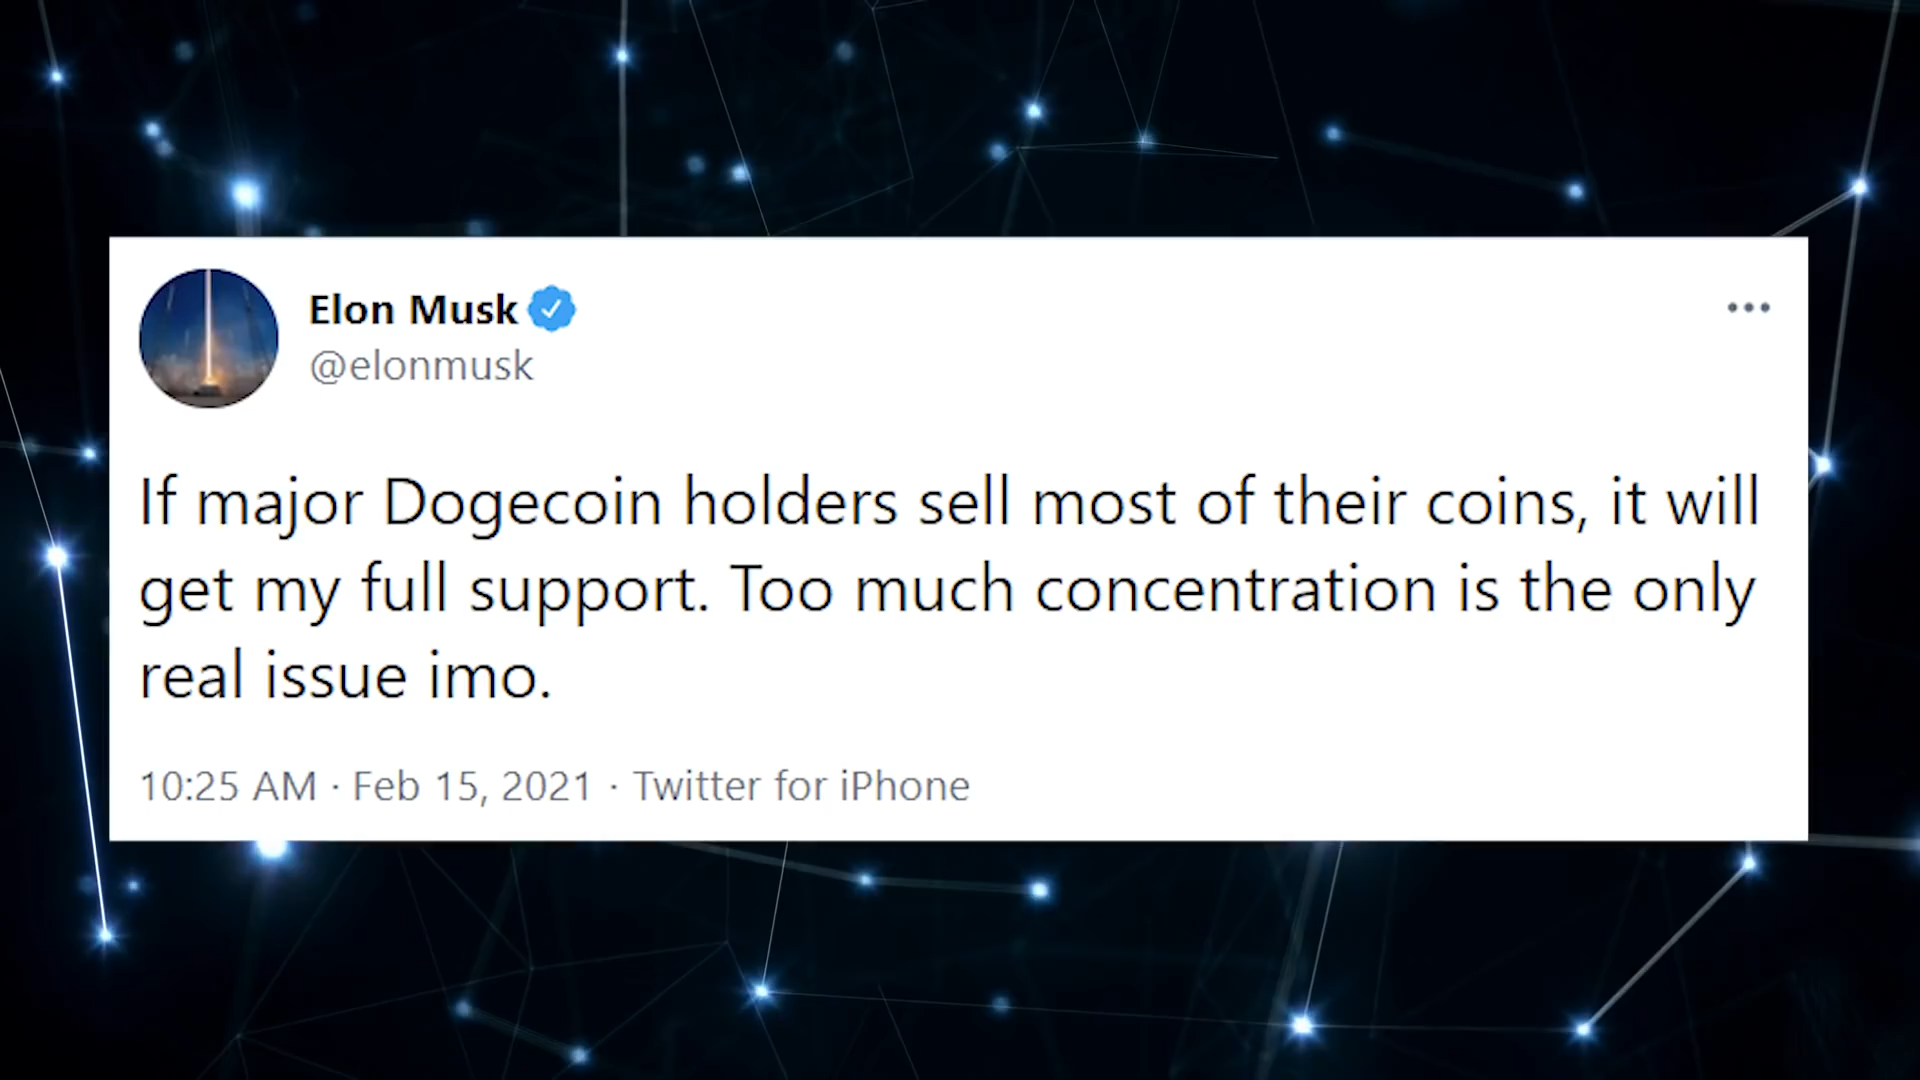 Elon Musk
@elonmusk
If major Dogecoin holders sell most of their coins, it will
get my full support. Too much concentration is the only
real issue imo.
10:25 AM · Feb 15, 2021 · Twitter for iPhone